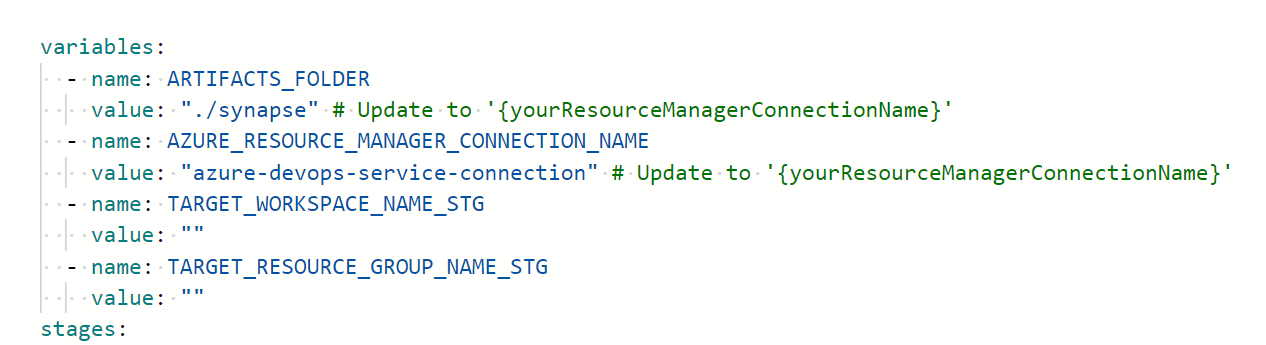 variables:
  - name: ARTIFACTS_FOLDER
    value: "./synapse" # Update to '{yourResourceManagerConnectionName}'
  - name: AZURE_RESOURCE_MANAGER_CONNECTION_NAME
    value: "azure-devops-service-connection" # Update to '{yourResourceManagerConnectionName}'
  - name: TARGET_WORKSPACE_NAME_STG
    value: ""
  - name: TARGET_RESOURCE_GROUP_NAME_STG
    value: ""
stages: